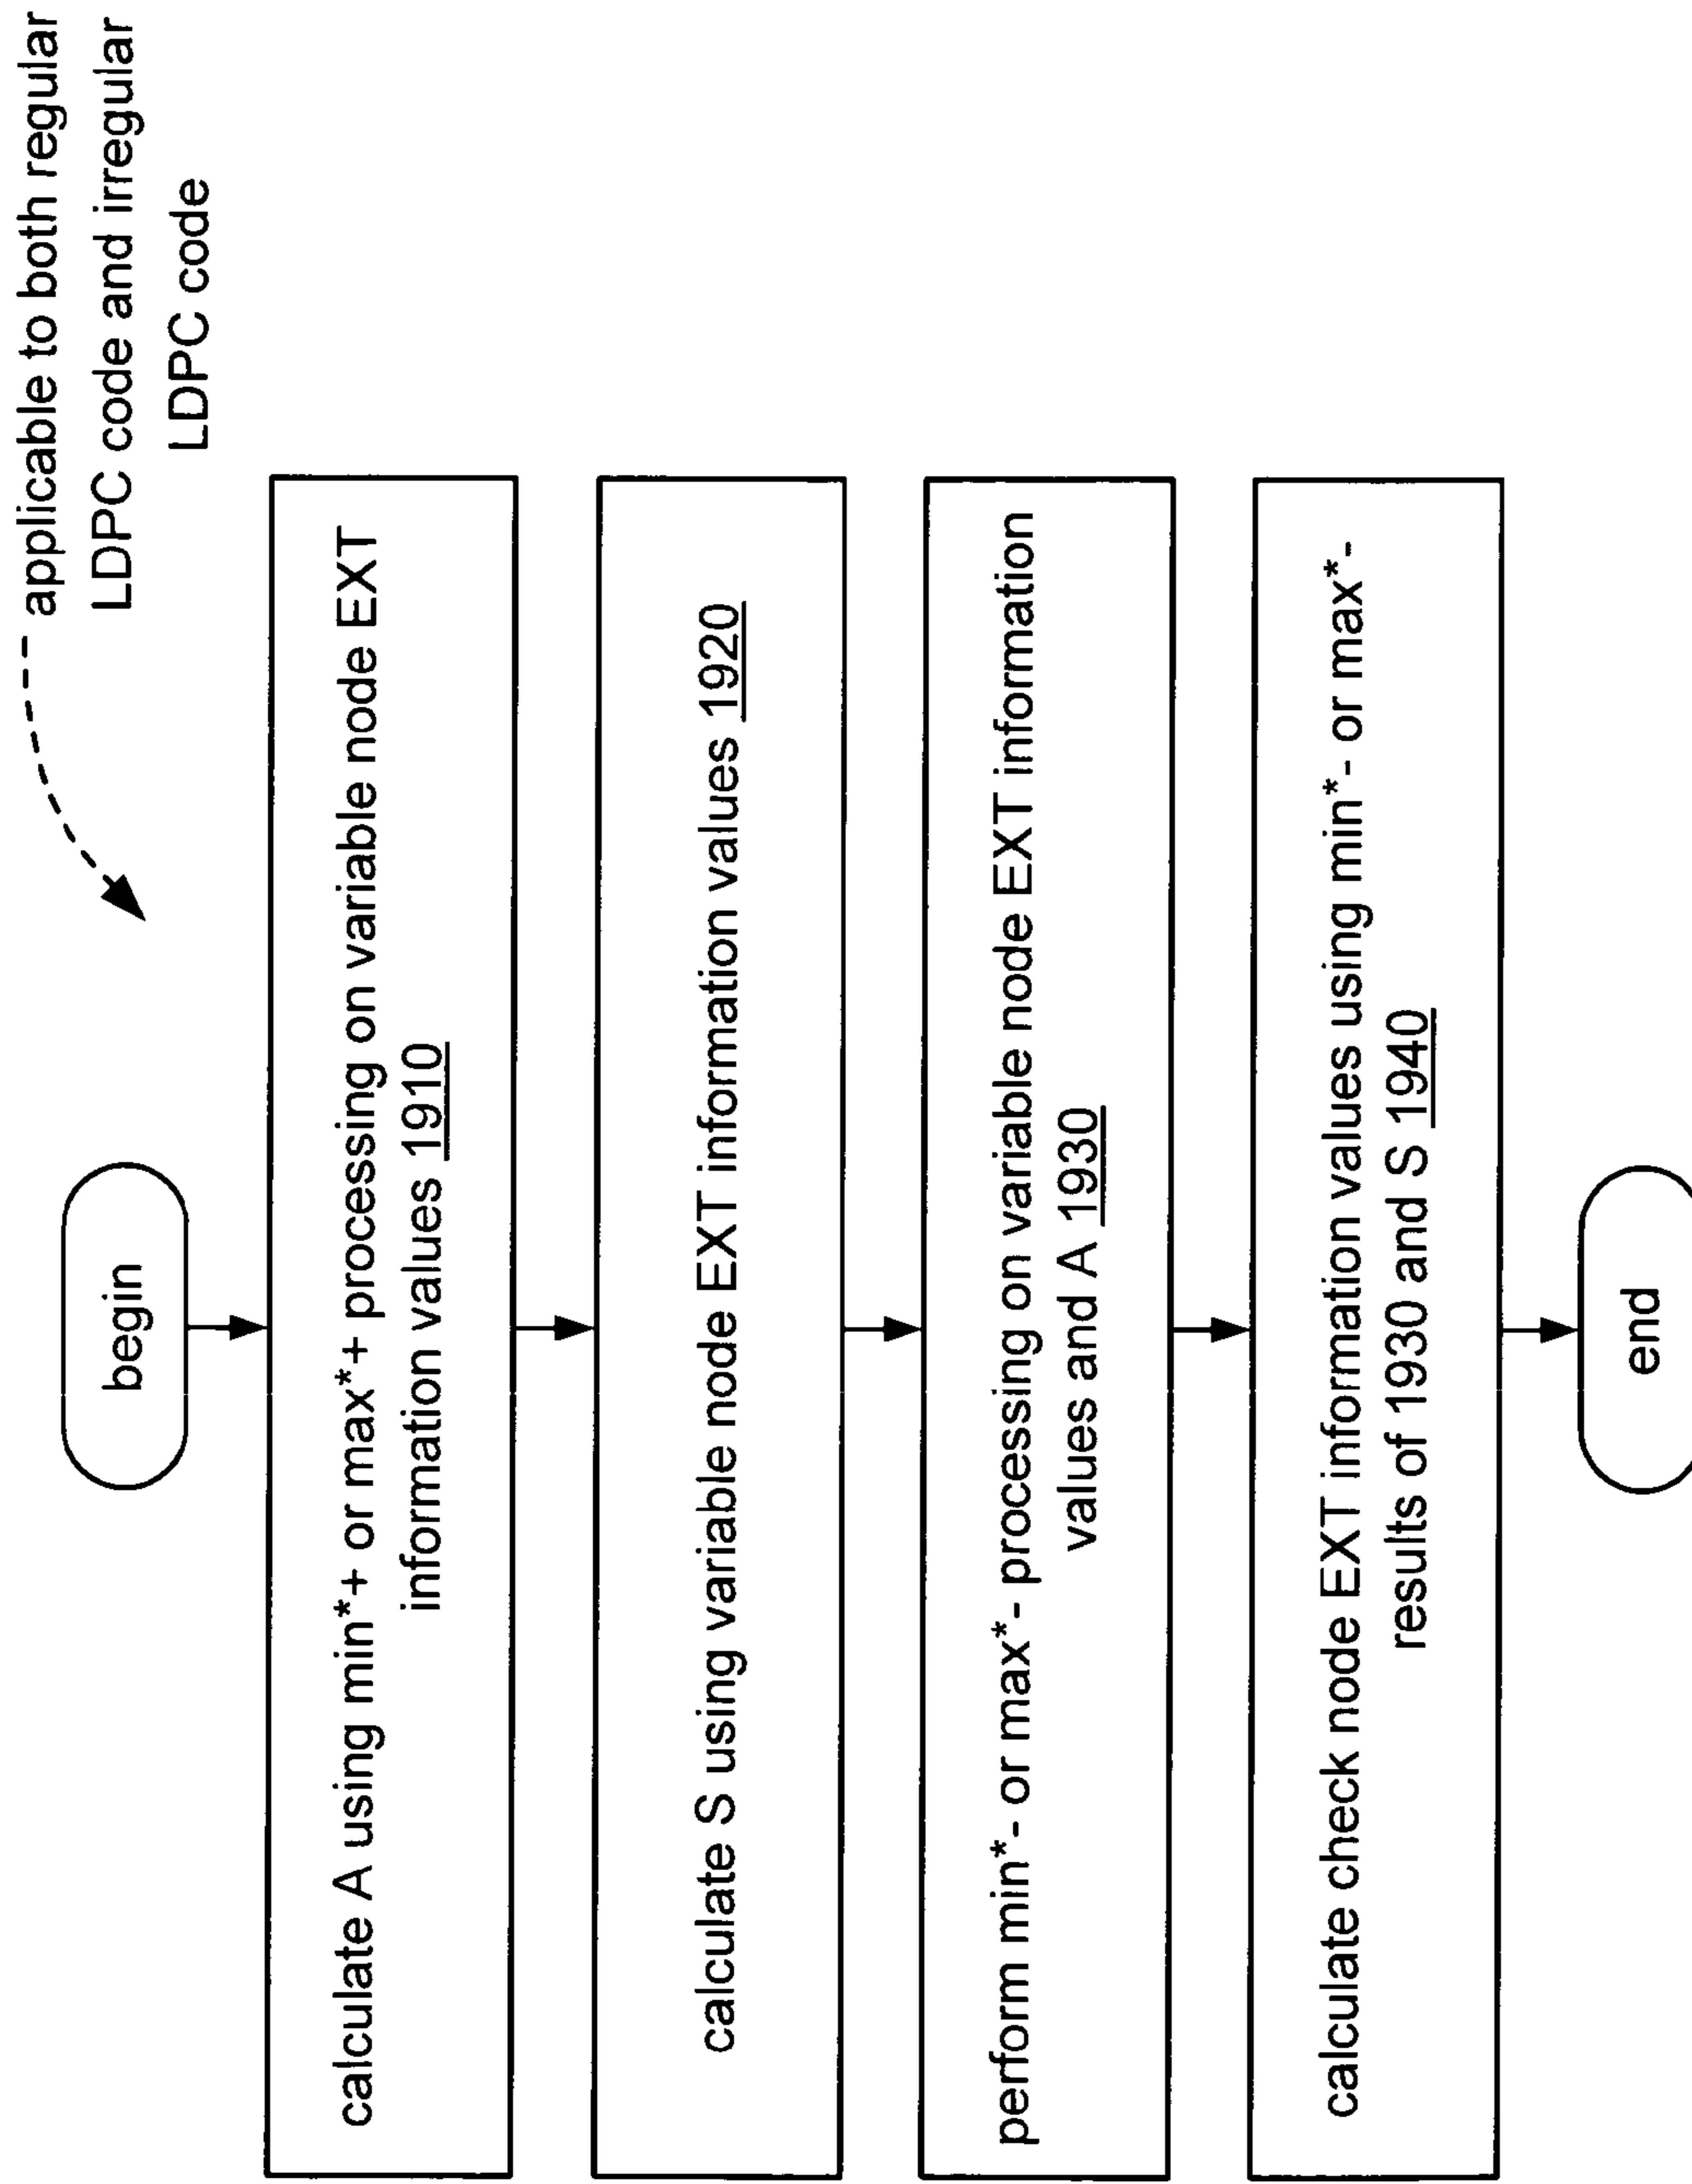 applicable to both regular
LDPC code and irregular
LDPC code
begin
calculate A using min*+ or max*+ processing on variable node EXT
information values 1910
calculate S using variable node EXT information values 1920
perform min*- or max*- processing on variable node EXT information
values and A 1930
calculate check node EXT information values using min*- or max*-
results of 1930 and S 1940
end